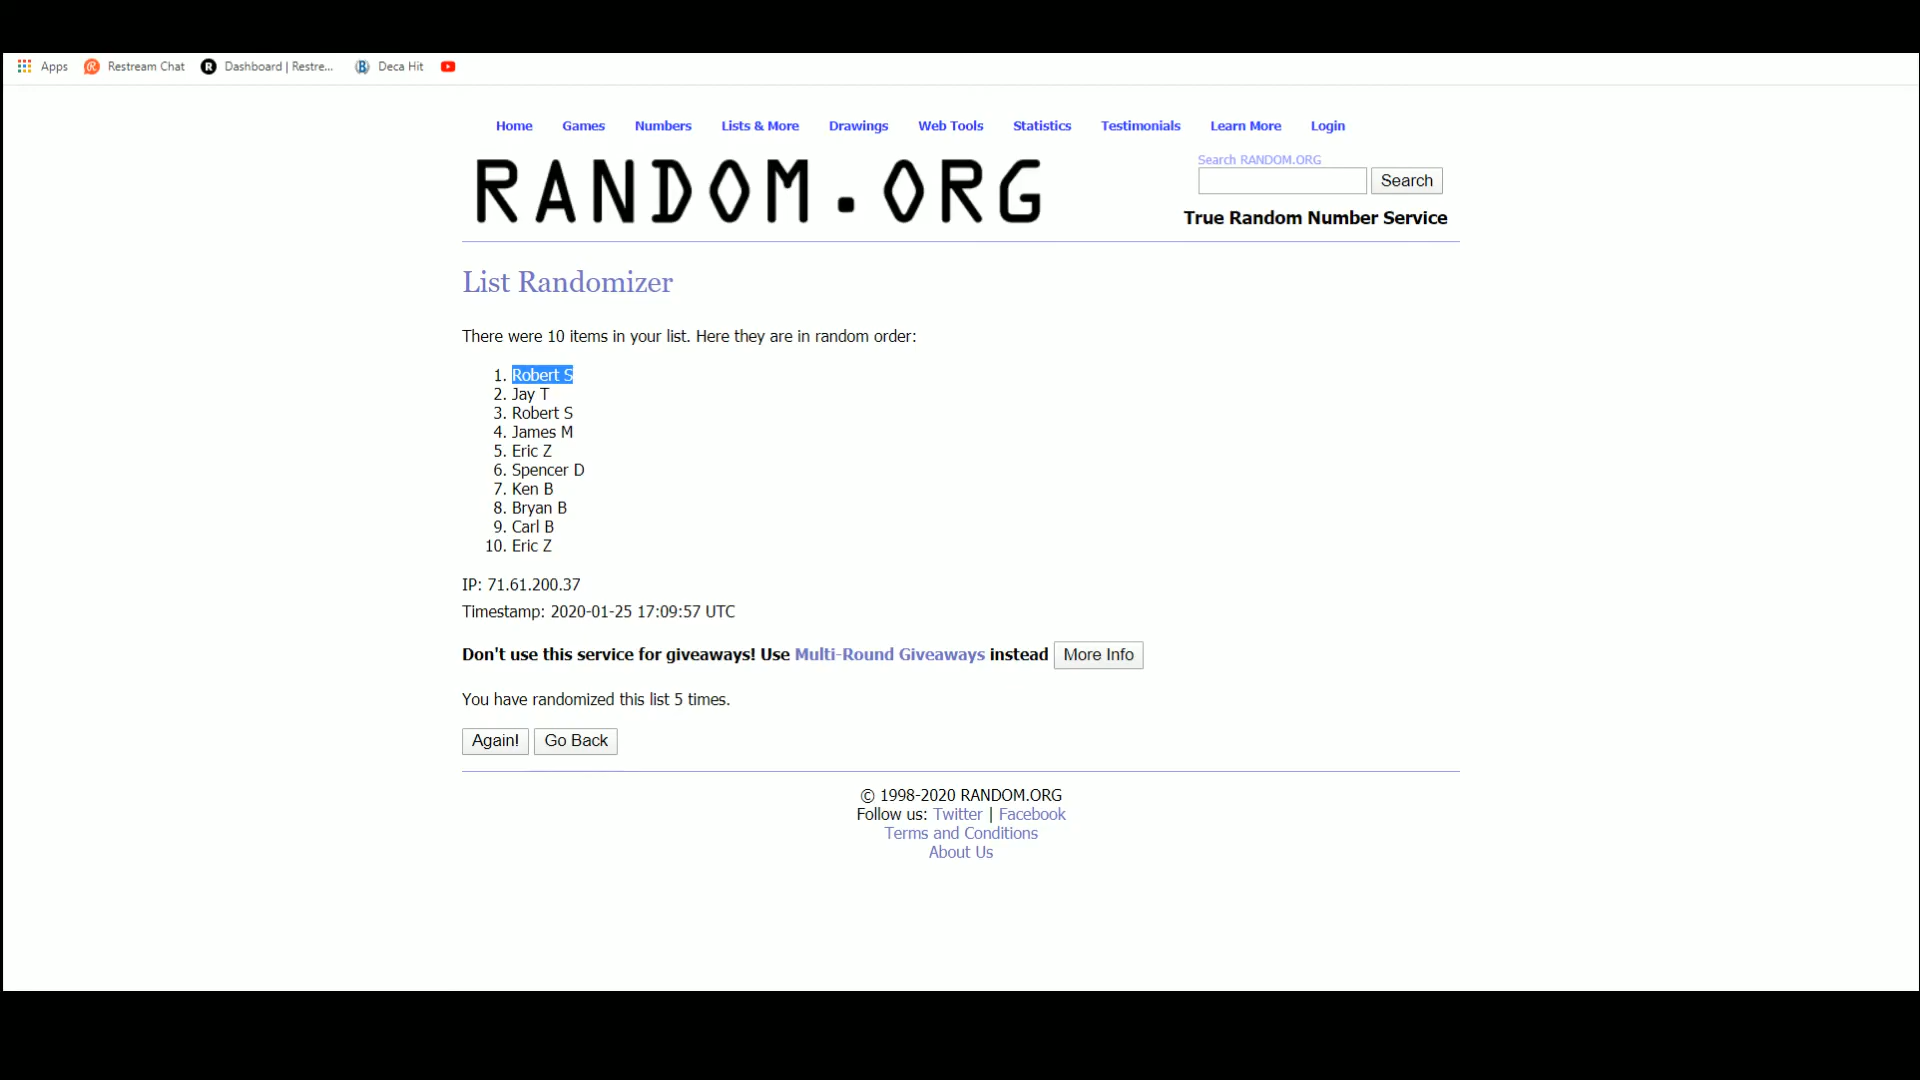 Apps Restream Chat Dashboard | Restre... Deca Hit
Home Games Numbers Lists & More Drawings Web Tools Statistics Testimonials Learn More Login
RANDOM.ORG
Search RANDOM.ORG
Search
True Random Number Service
List Randomizer
There were 10 items in your list. Here they are in random order:
1. Robert S
2. Jay T
3. Robert S
4. James M
5. Eric Z
6. Spencer D
7. Ken B
8. Bryan B
9. Carl B
10. Eric Z
IP: 71.61.200.37
Timestamp: 2020-01-25 17:09:57 UTC
Don't use this service for giveaways! Use Multi-Round Giveaways instead More Info
You have randomized this list 5 times.
Again! Go Back
© 1998-2020 RANDOM.ORG
Follow us: Twitter | Facebook
Terms and Conditions
About Us